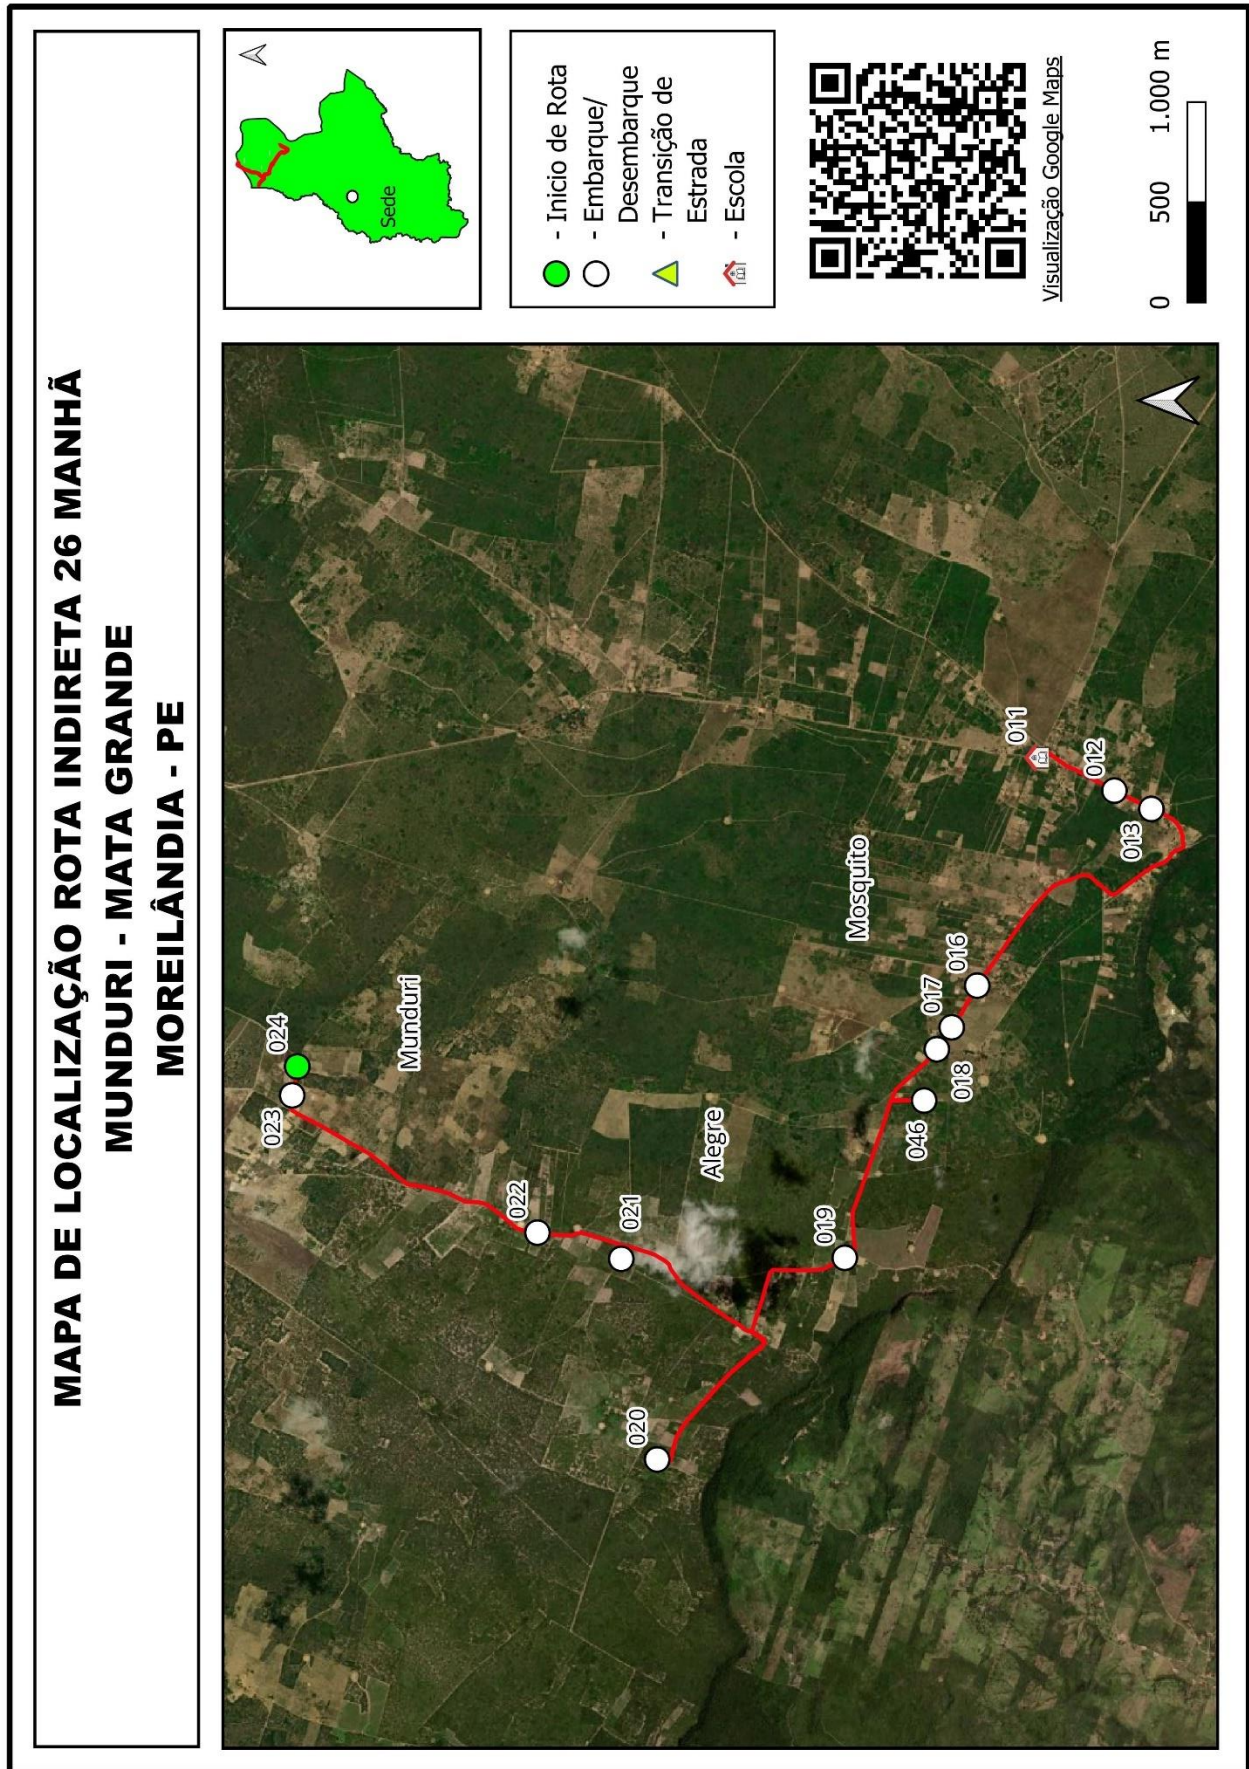 MAPA DE LOCALIZAÇÃO ROTA INDIRETA 26 MANHÃ
MUNDURI - MATA GRANDE
MOREILÂNDIA - PE
Sede
- Inicio de Rota
- Embarque/
Desembarque
- Transição de
Estrada
- Escola
Visualização Google Maps
0 500 1.000 m
024
023
Munduri
022
021
Alegre
020
019
046
018
017
016
Mosquito
013
012
011